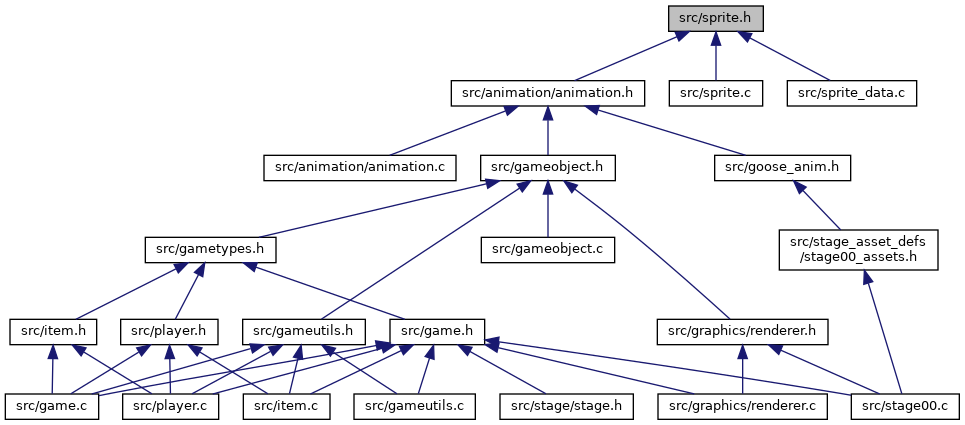 src/sprite.h
src/animation/animation.h
src/sprite.c
src/sprite_data.c
src/animation/animation.c
src/gameobject.h
src/goose_anim.h
src/gametypes.h
src/gameobject.c
src/stage_asset_defs
/stage00_assets.h
src/item.h
src/player.h
src/gameutils.h
src/game.h
src/graphics/renderer.h
src/game.c
src/player.c
src/item.c
src/gameutils.c
src/stage/stage.h
src/graphics/renderer.c
src/stage00.c